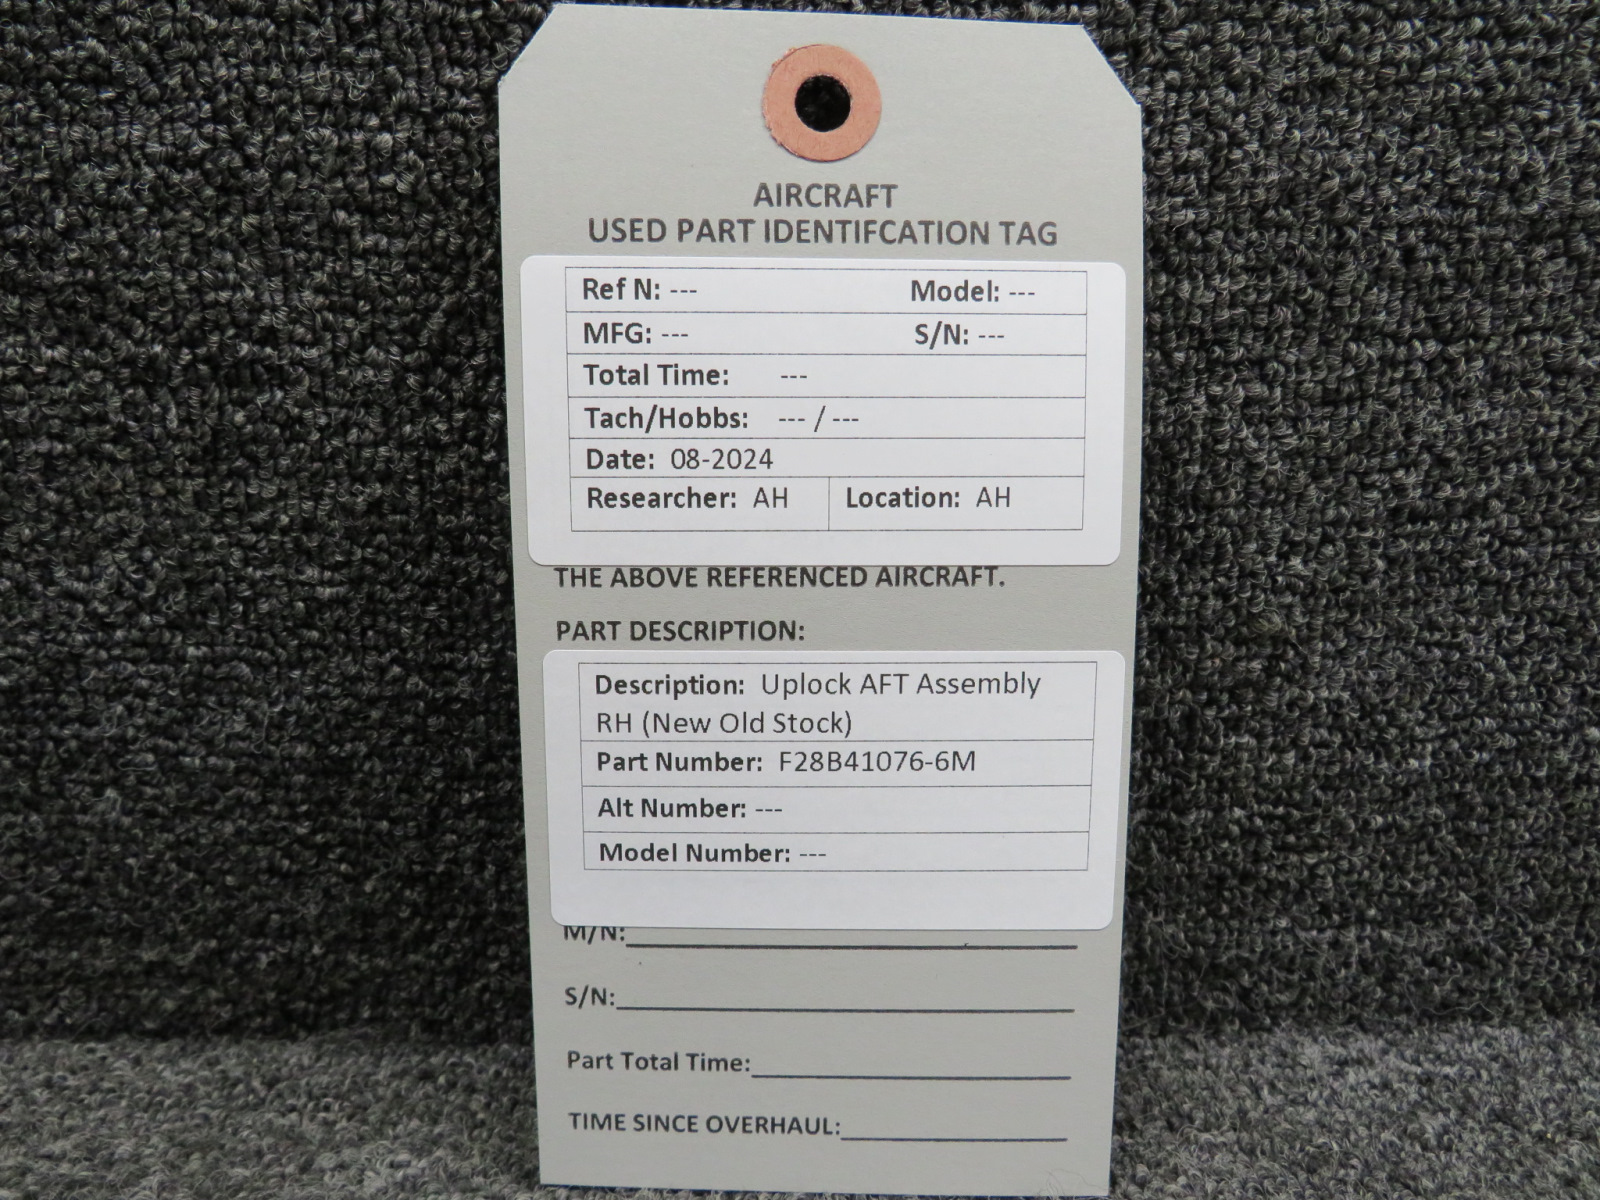 AIRCRAFT
USED PART IDENTIFCATION TAG
Ref N: --- Model: ---
MFG: --- S/N: ---
Total Time: ---
Tach/Hobbs: --- / ---
Date: 08-2024
Researcher: AH Location: AH
THE ABOVE REFERENCED AIRCRAFT.
PART DESCRIPTION:
Description: Uplock AFT Assembly
RH (New Old Stock)
Part Number: F28B41076-6M
Alt Number: ---
Model Number: ---
M/N:
S/N:
Part Total Time:
TIME SINCE OVERHAUL: